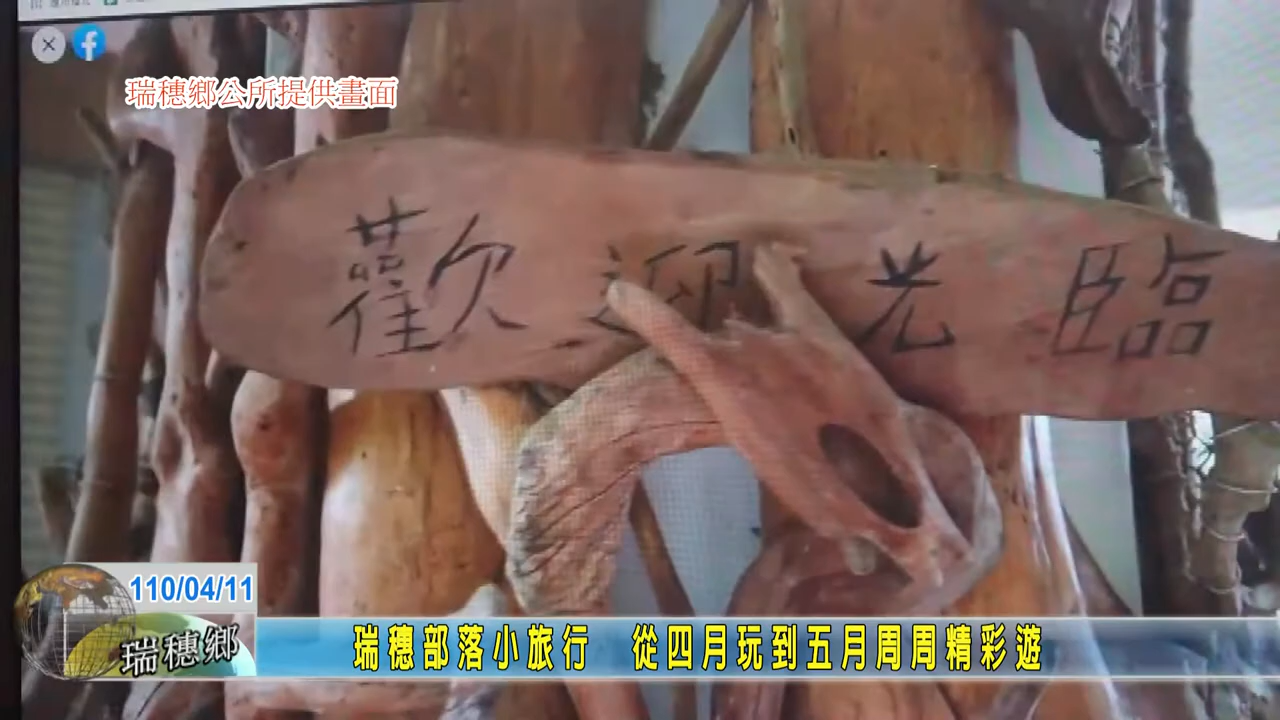 瑞穗鄉公所提供畫面
歡迎光臨
110/04/11
瑞穗鄉
瑞穗部落小旅行 從四月玩到五月周周精彩遊